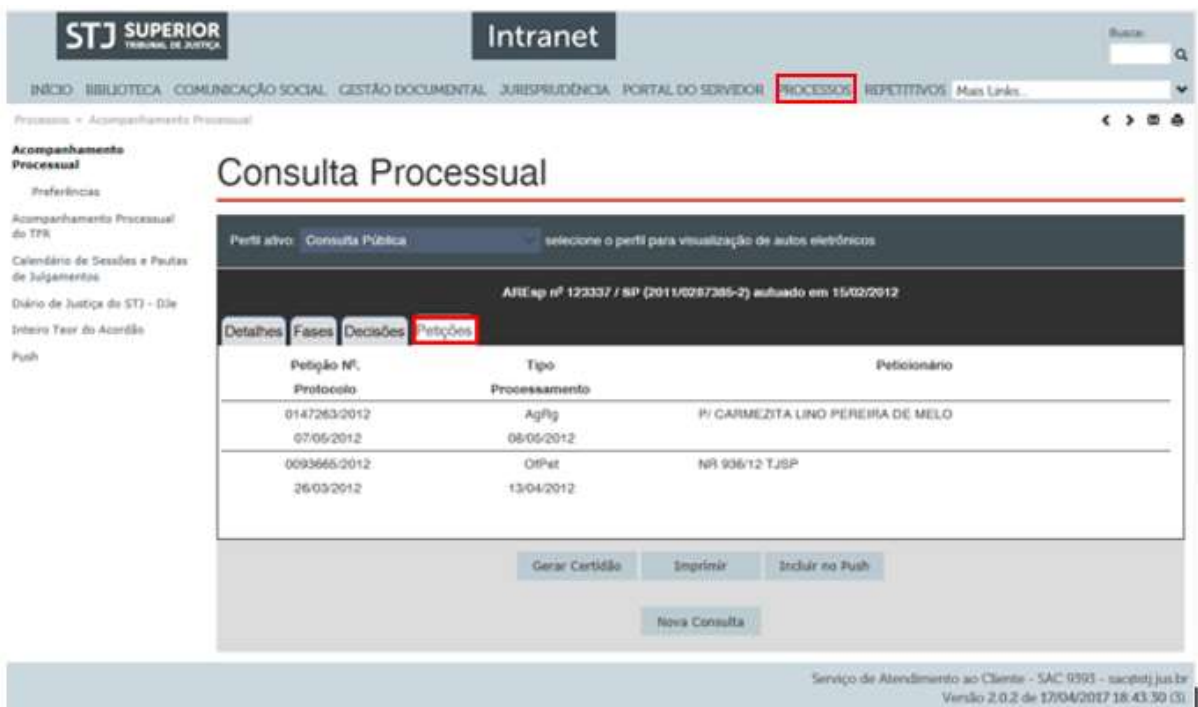 STJ SUPERIOR
TRIBUNAL DE JUSTIÇA
Intranet
Buscar:
INÍCIO BIBLIOTECA COMUNICAÇÃO SOCIAL GESTÃO DOCUMENTAL JURISPRUDÊNCIA PORTAL DO SERVIDOR PROCESSOS REPETITIVOS Mais Links...
Processos » Acompanhamento Processual
Acompanhamento
Processual
Preferências
Acompanhamento Processual
do TFR
Calendário de Sessões e Pautas
de Julgamentos
Diário de Justiça do STJ - DJe
Inteiro Teor do Acordão
Push
Consulta Processual
Perfil ativo: Consulta Pública selecione o perfil para visualização de autos eletrônicos
AREsp nº 123337 / SP (2011/0287385-2) autuado em 15/02/2012
Detalhes Fases Decisões Petições
Petição Nº. Tipo Peticionário
Protocolo Processamento
0147263/2012 AgRg P/ CARMEZITA LINO PEREIRA DE MELO
07/05/2012 08/05/2012
0093665/2012 OfPet NR 936/12 TJSP
26/03/2012 13/04/2012
Gerar Certidão Imprimir Incluir no Push
Nova Consulta
Serviço de Atendimento ao Cliente - SAC 9393 - sac@stj.jus.br
Versão 2.0.2 de 17/04/2017 18:43:30 (3)